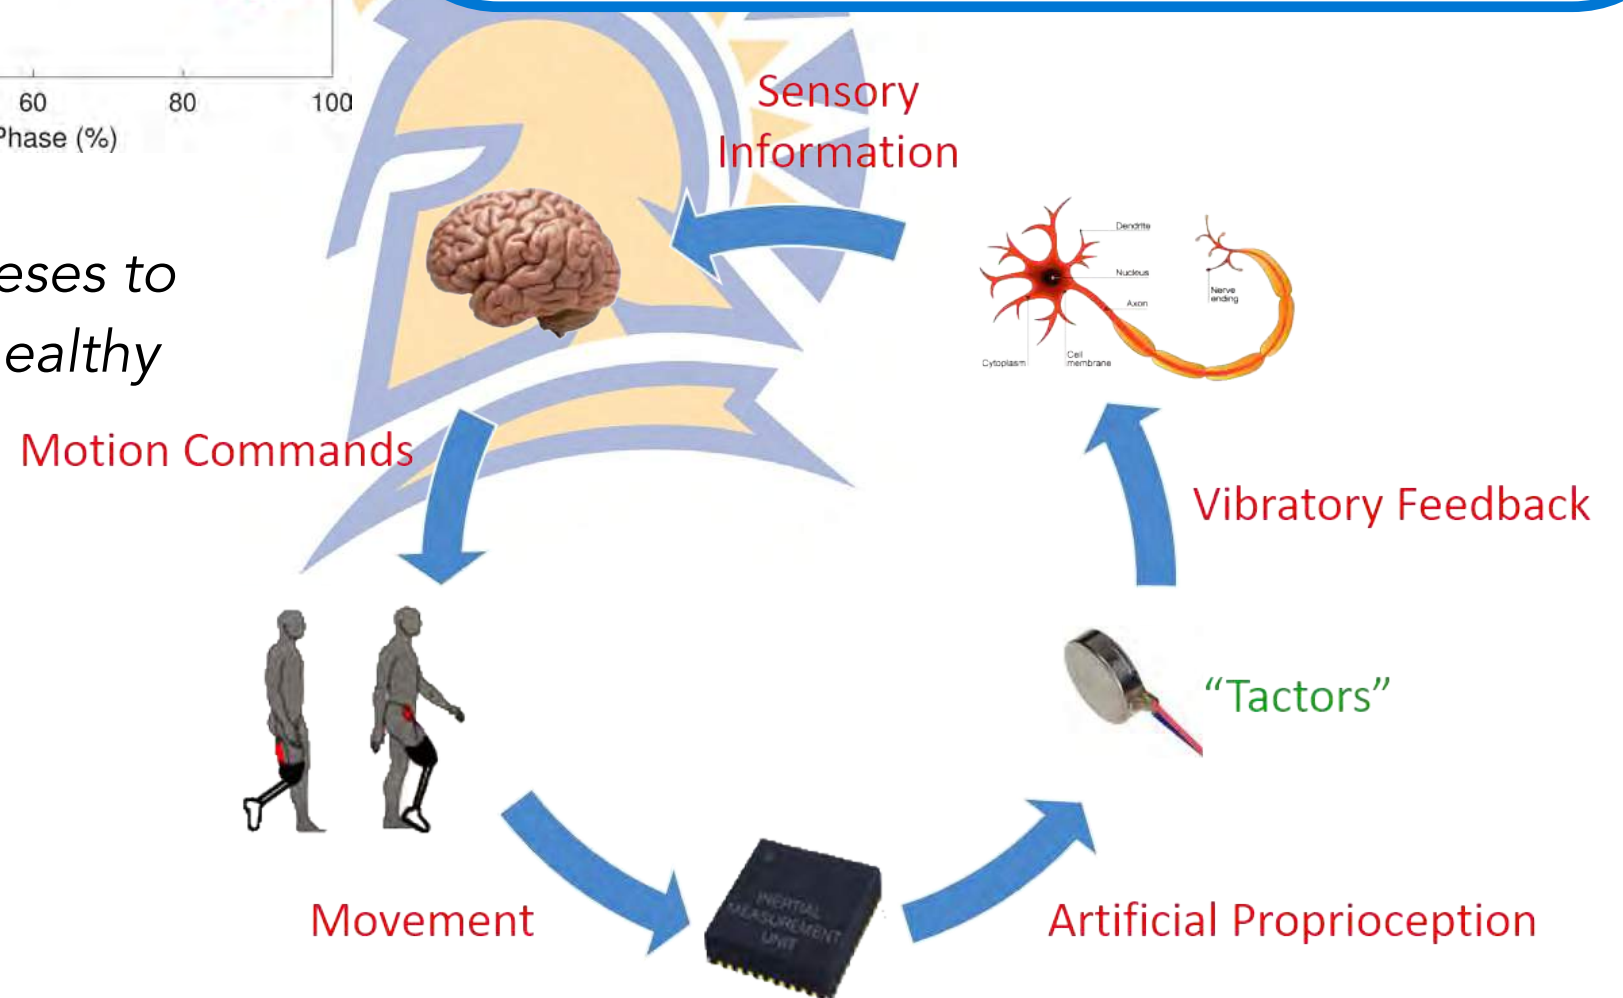 60 80 100
Phase (%)
Sensory
Information
eses to
ealthy
Dendrite
Nucleus
Axon
Nerve
ending
Cytoplasm
Cell
membrane
Motion Commands
Vibratory Feedback
“Tactors”
Movement
INERTIAL
MEASUREMENT
UNIT
Artificial Proprioception